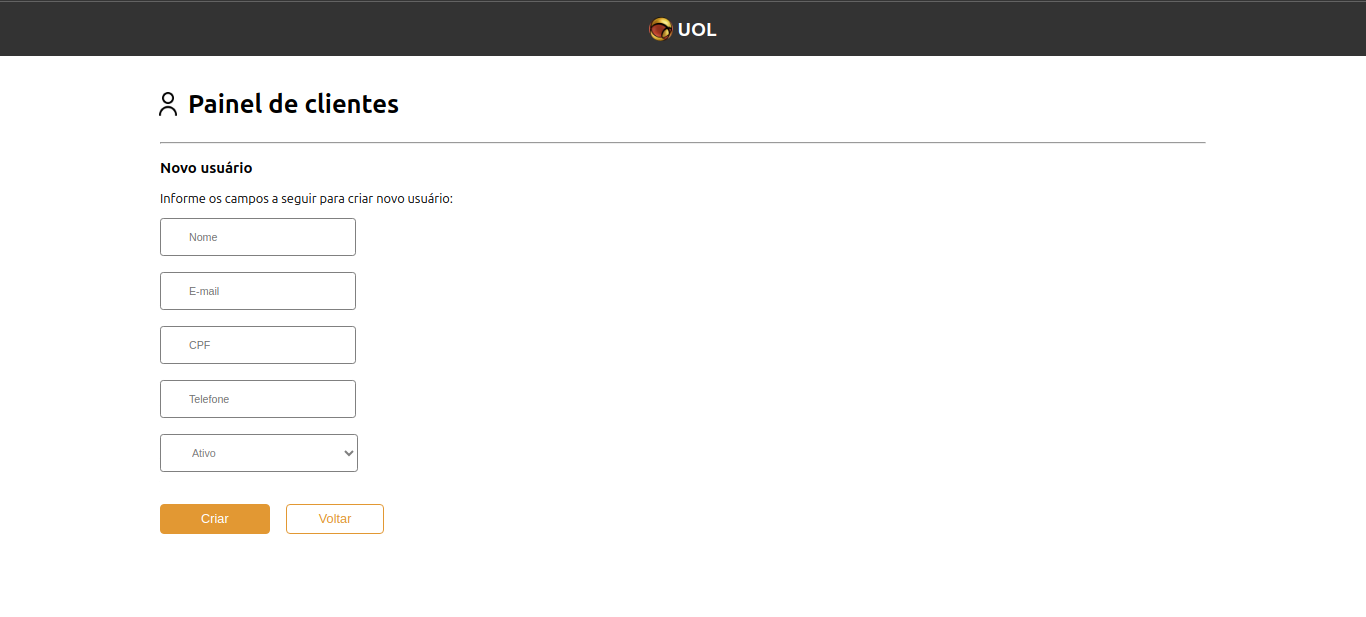 UOL
Painel de clientes
Novo usuário
Informe os campos a seguir para criar novo usuário:
Nome
E-mail
CPF
Telefone
Ativo
Criar Voltar